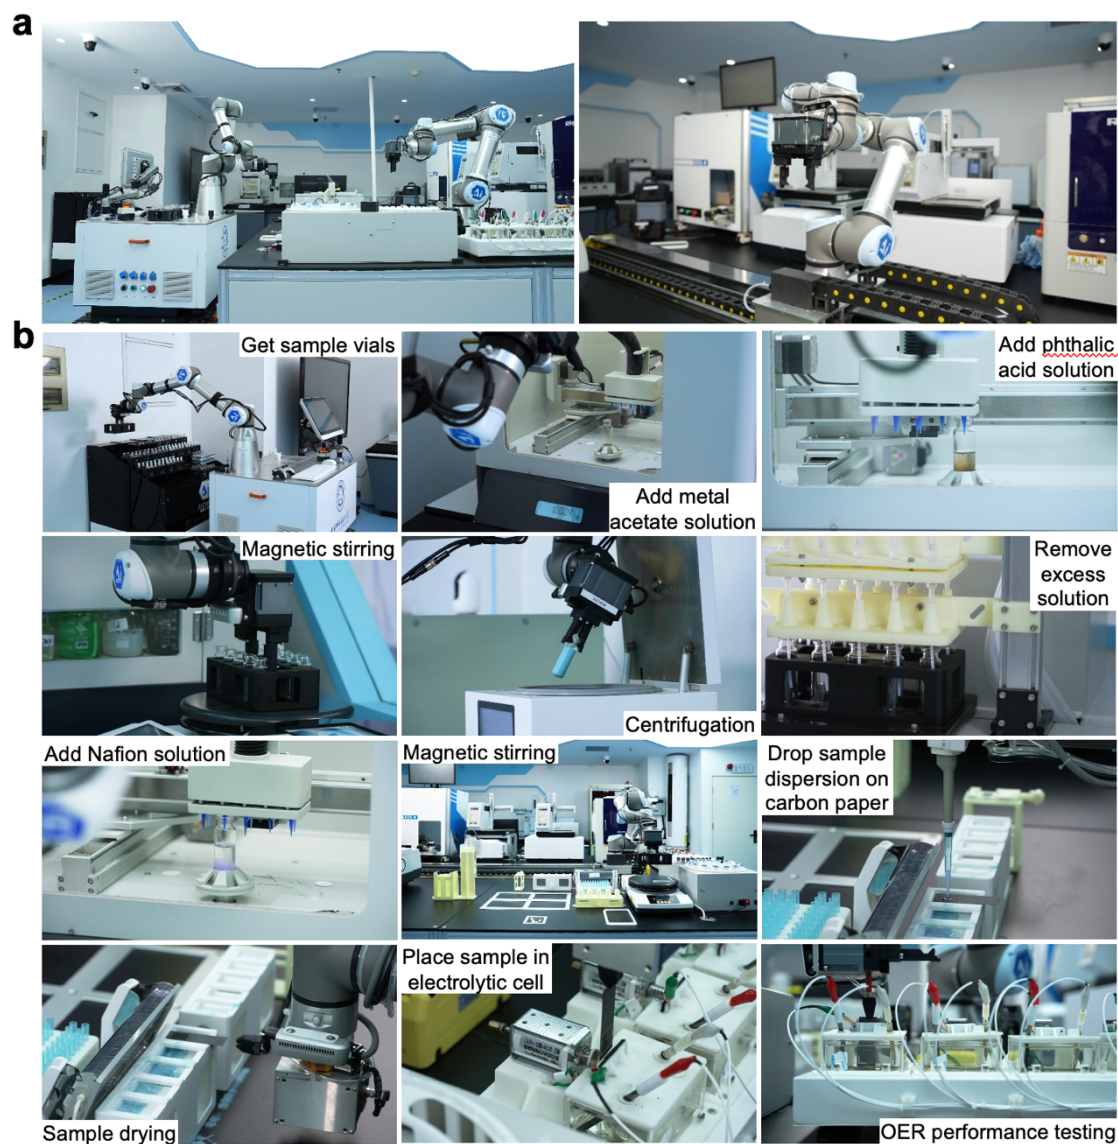 a
b
Get sample vials
Add metal
acetate solution
Add phthalic
acid solution
Magnetic stirring
Centrifugation
Remove
excess
solution
Add Nafion solution
Magnetic stirring
Drop sample
dispersion on
carbon paper
Sample drying
Place sample in
electrolytic cell
OER performance testing